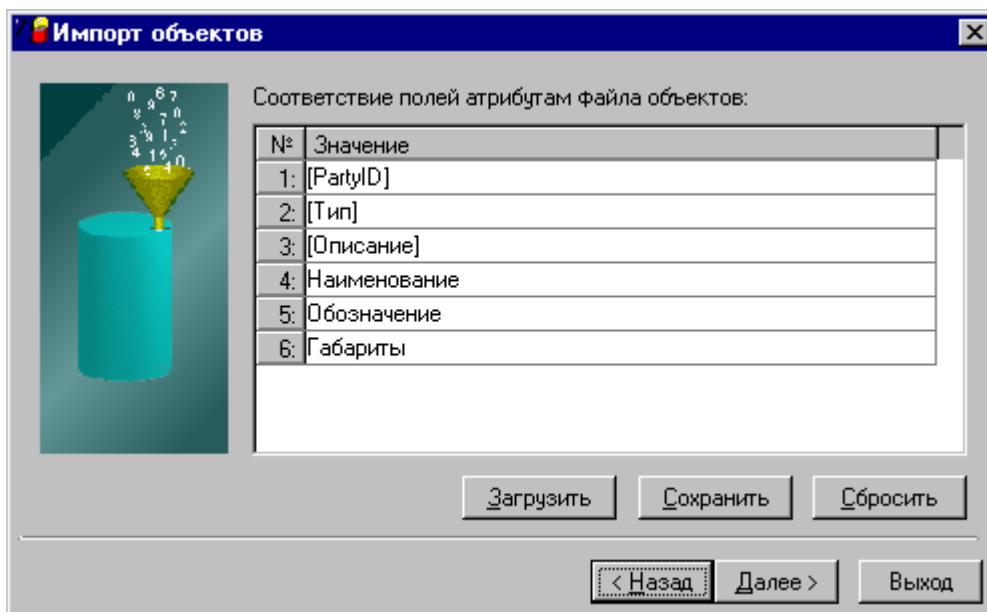 Импорт объектов
Соответствие полей атрибутам файла объектов:
№ Значение
1: [PartyID]
2: [Тип]
3: [Описание]
4: Наименование
5: Обозначение
6: Габариты
Загрузить Сохранить Сбросить
< Назад Далее > Выход